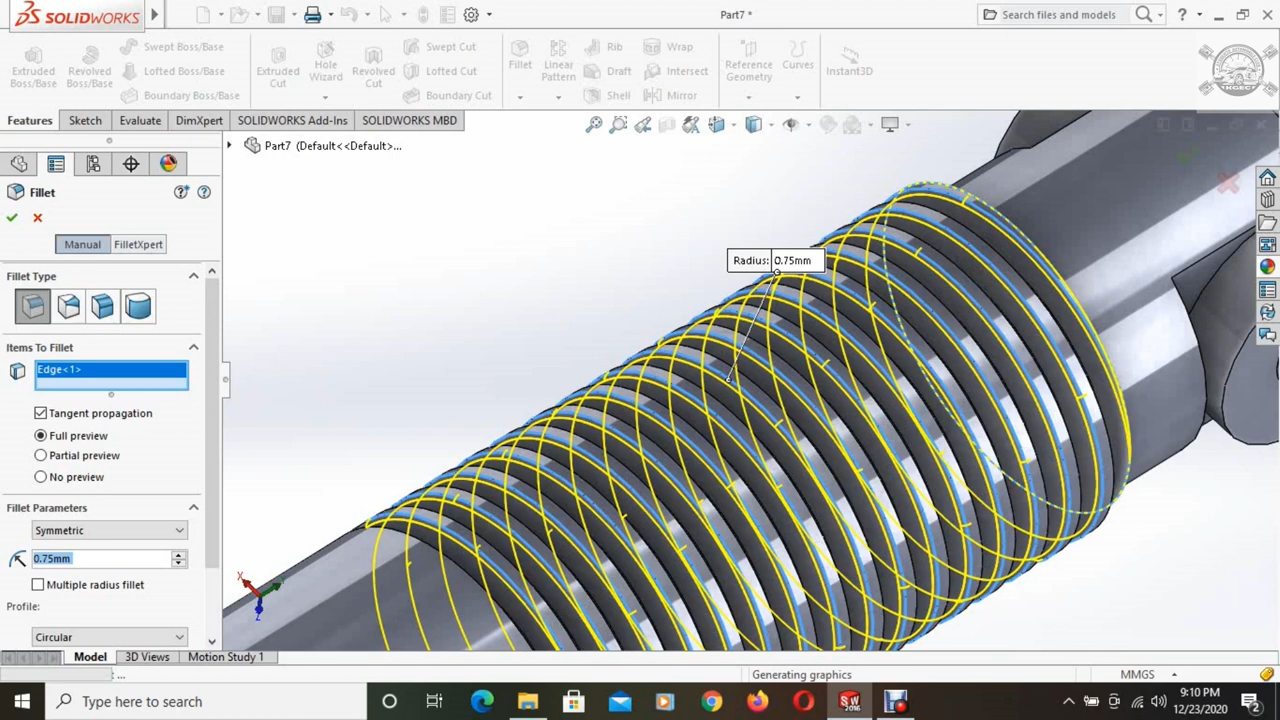 SOLIDWORKS
Part7 *
Search files and models
Extruded Boss/Base
Revolved Boss/Base
Swept Boss/Base
Lofted Boss/Base
Boundary Boss/Base
Extruded Cut
Hole Wizard
Revolved Cut
Swept Cut
Lofted Cut
Boundary Cut
Fillet
Linear Pattern
Rib
Draft
Shell
Wrap
Intersect
Mirror
Reference Geometry
Curves
Instant3D
KGEC
Features
Sketch
Evaluate
DimXpert
SOLIDWORKS Add-Ins
SOLIDWORKS MBD
Part7 (Default<<Default>...
Fillet
Manual
FilletXpert
Fillet Type
Items To Fillet
Edge<1>
Tangent propagation
Full preview
Partial preview
No preview
Fillet Parameters
Symmetric
0.75mm
Multiple radius fillet
Profile:
Circular
Radius: 0.75mm
X
Z
Model
3D Views
Motion Study 1
Generating graphics
MMGS
Type here to search
SW
2016
9:10 PM
12/23/2020
2